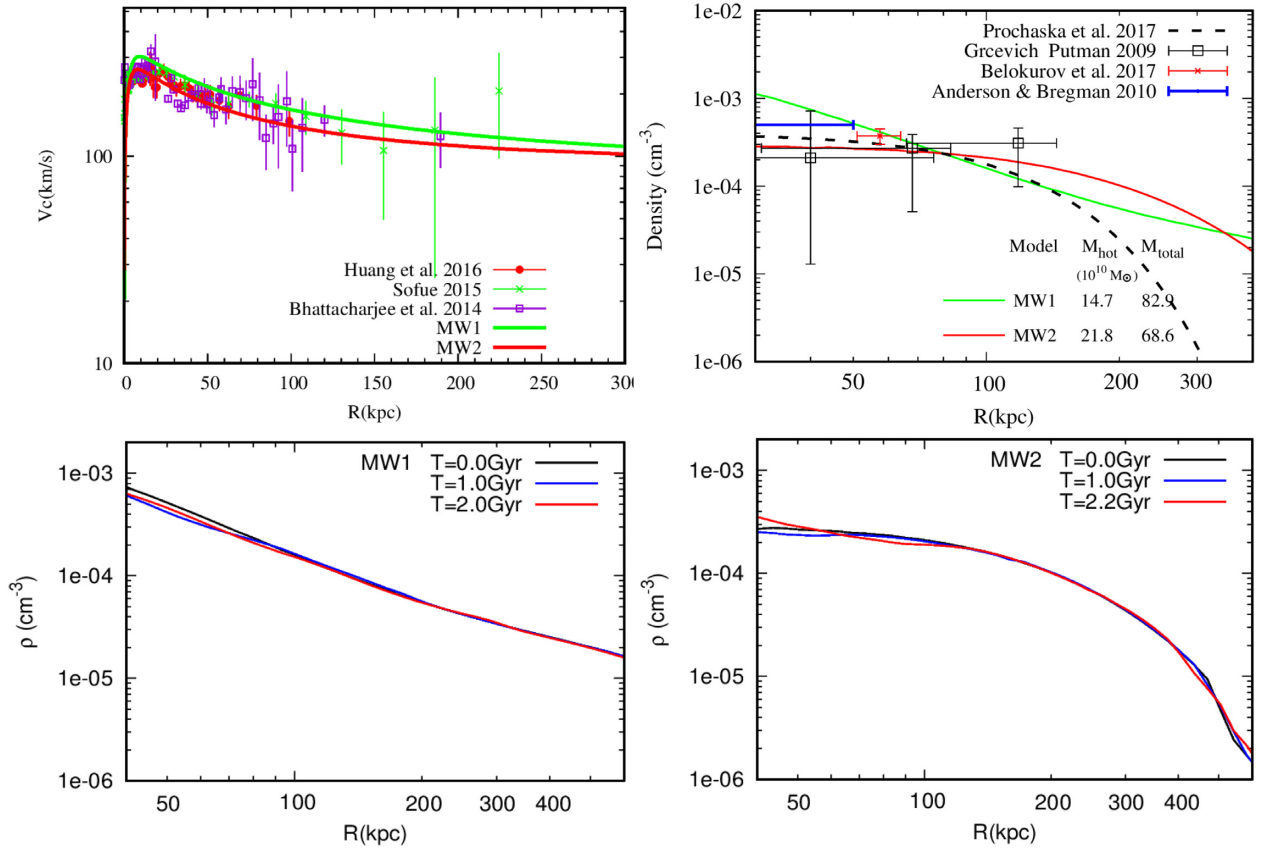 Vc(km/s)
100
10
Huang et al. 2016
Sofue 2015
Bhattacharjee et al. 2014
MW1
MW2
0 50 100 150 200 250 300
R(kpc)
Density (cm-3)
1e-02
1e-03
1e-04
1e-05
1e-06
Prochaska et al. 2017
Grcevich Putman 2009
Belokurov et al. 2017
Anderson & Bregman 2010
Model Mhot Mtotal
(10^10 M⊙)
MW1 14.7 82.9
MW2 21.8 68.6
50 100 200 300
R(kpc)
ρ (cm-3)
1e-03
1e-04
1e-05
1e-06
MW1 T=0.0Gyr
T=1.0Gyr
T=2.0Gyr
50 100 200 300 400
R(kpc)
ρ (cm-3)
1e-03
1e-04
1e-05
1e-06
MW2 T=0.0Gyr
T=1.0Gyr
T=2.2Gyr
50 100 200 300 400
R(kpc)